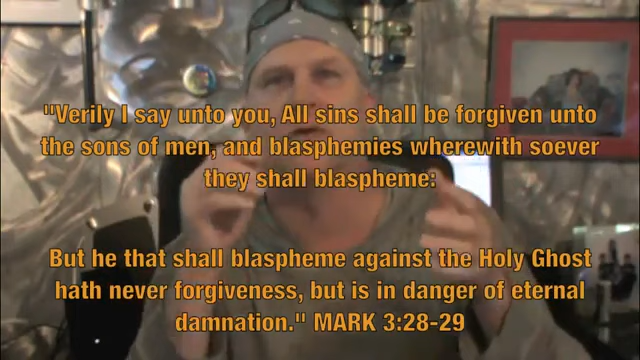 "Verily I say unto you, All sins shall be forgiven unto
the sons of men, and blasphemies wherewith soever
they shall blaspheme:
But he that shall blaspheme against the Holy Ghost
hath never forgiveness, but is in danger of eternal
damnation." MARK 3:28-29